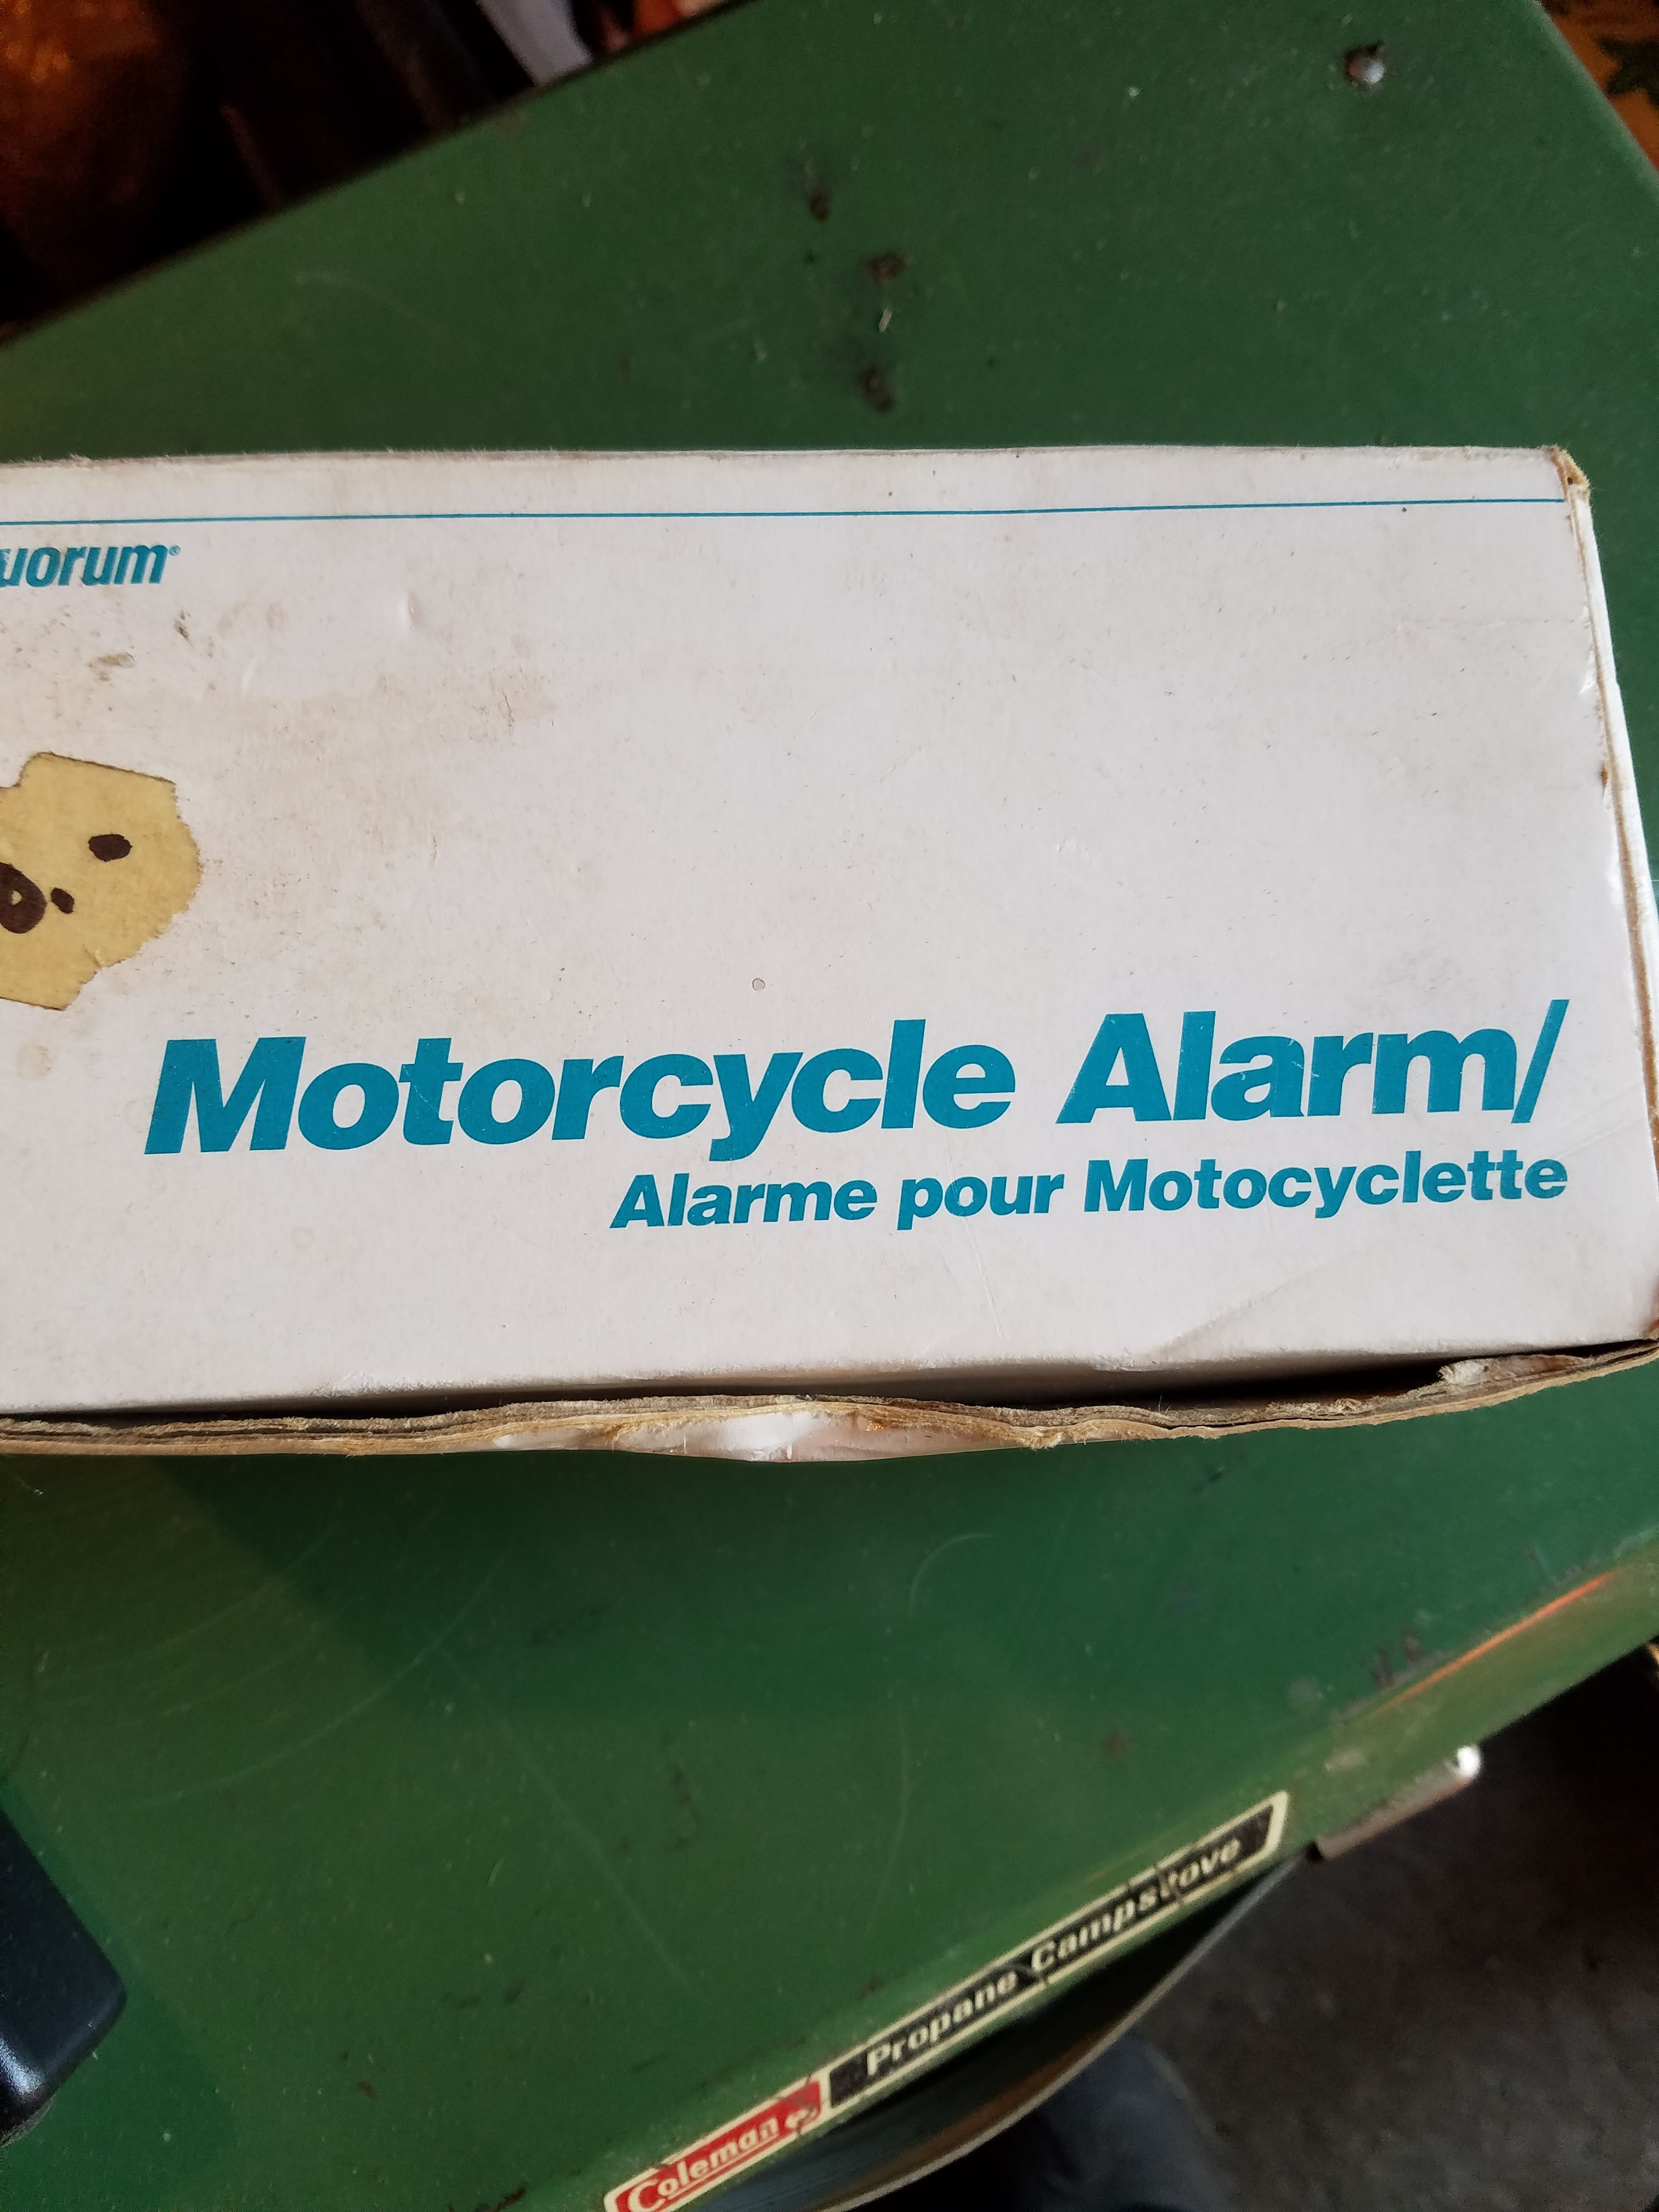 uorum®
Motorcycle Alarm/
Alarme pour Motocyclette
Coleman
Propane Campstove